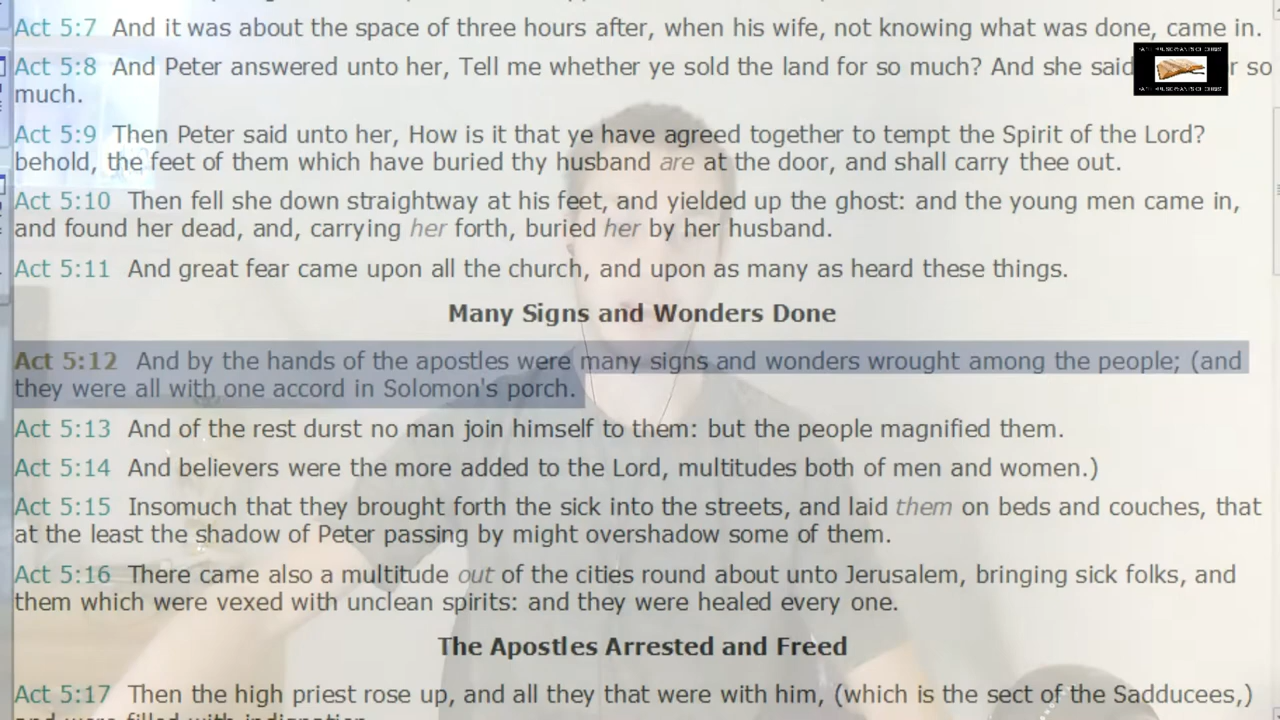 Act 5:7 And it was about the space of three hours after, when his wife, not knowing what was done, came in.
Act 5:8 And Peter answered unto her, Tell me whether ye sold the land for so much? And she said r so
much.
Act 5:9 Then Peter said unto her, How is it that ye have agreed together to tempt the Spirit of the Lord?
behold, the feet of them which have buried thy husband are at the door, and shall carry thee out.
Act 5:10 Then fell she down straightway at his feet, and yielded up the ghost: and the young men came in,
and found her dead, and, carrying her forth, buried her by her husband.
Act 5:11 And great fear came upon all the church, and upon as many as heard these things.
Many Signs and Wonders Done
Act 5:12 And by the hands of the apostles were many signs and wonders wrought among the people; (and
they were all with one accord in Solomon's porch.
Act 5:13 And of the rest durst no man join himself to them: but the people magnified them.
Act 5:14 And believers were the more added to the Lord, multitudes both of men and women.)
Act 5:15 Insomuch that they brought forth the sick into the streets, and laid them on beds and couches, that
at the least the shadow of Peter passing by might overshadow some of them.
Act 5:16 There came also a multitude out of the cities round about unto Jerusalem, bringing sick folks, and
them which were vexed with unclean spirits: and they were healed every one.
The Apostles Arrested and Freed
Act 5:17 Then the high priest rose up, and all they that were with him, (which is the sect of the Sadducees,)
and were filled with indignation